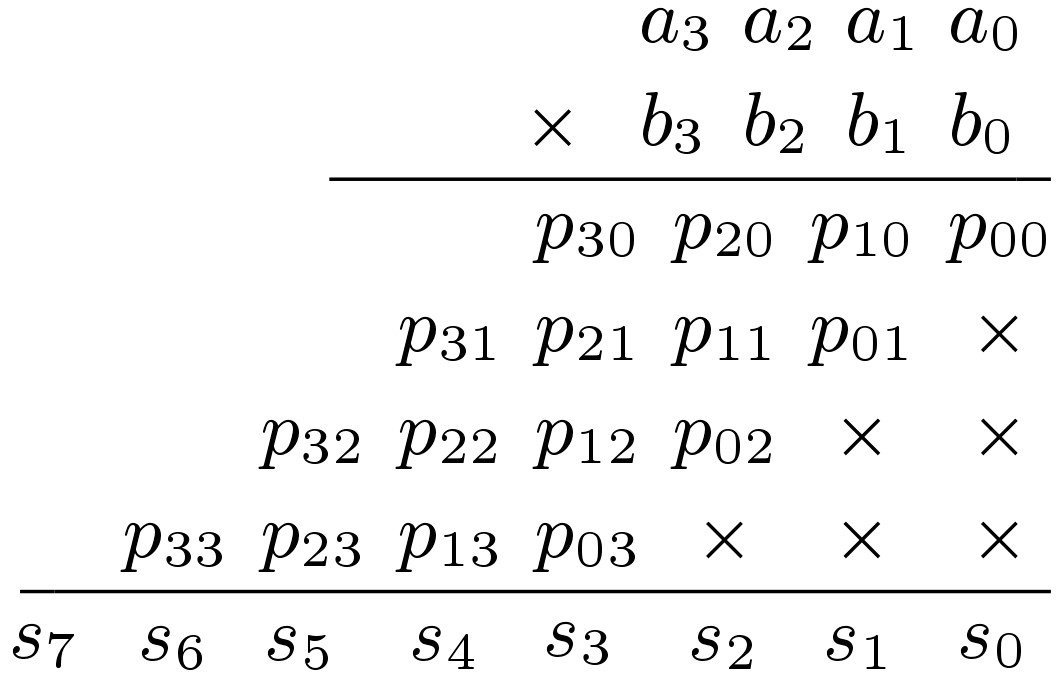 a₃ a₂ a₁ a₀
× b₃ b₂ b₁ b₀
p₃₀ p₂₀ p₁₀ p₀₀
p₃₁ p₂₁ p₁₁ p₀₁ ×
p₃₂ p₂₂ p₁₂ p₀₂ × ×
p₃₃ p₂₃ p₁₃ p₀₃ × × ×
s₇ s₆ s₅ s₄ s₃ s₂ s₁ s₀